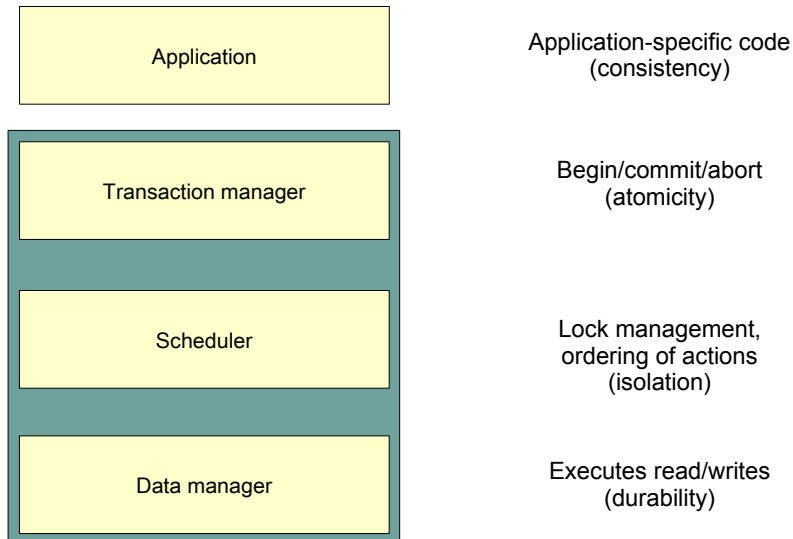 Application
Application-specific code
(consistency)
Transaction manager
Begin/commit/abort
(atomicity)
Scheduler
Lock management,
ordering of actions
(isolation)
Data manager
Executes read/writes
(durability)